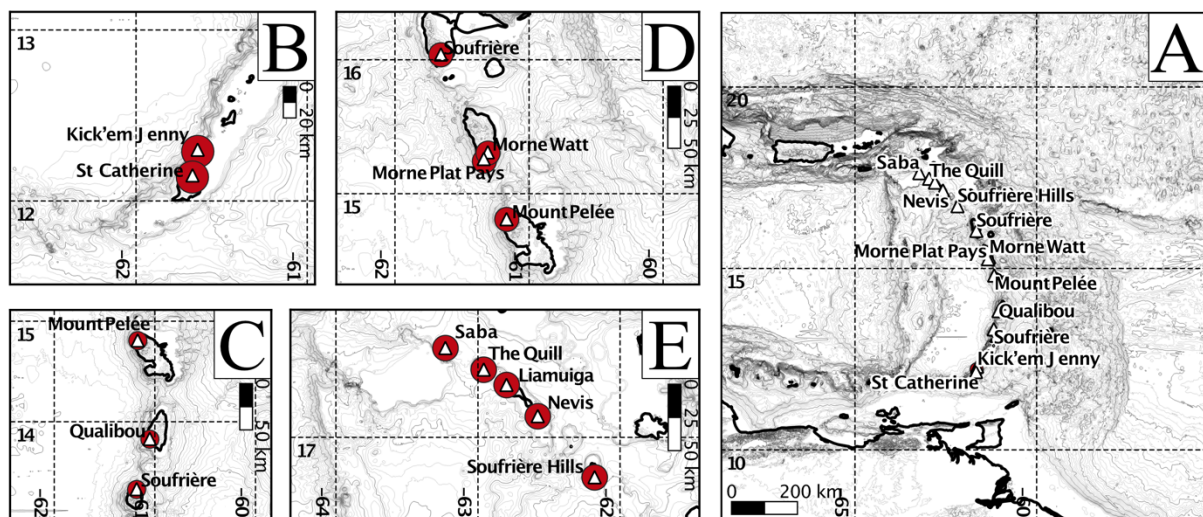 B
13
Kick'em Jenny
St Catherine
12
62
61
0
20 km
D
Soufrière
16
Morne Watt
Morne Plat Pays
15
Mount Pelée
62
61
60
0 25 50 km
A
20
Saba
The Quill
Nevis
Soufrière Hills
Soufrière
Morne Watt
Morne Plat Pays
15
Mount Pelée
Qualibou
Soufrière
Kick'em Jenny
St Catherine
10
0 200 km
65
60
C
15
Mount Pelée
14
Qualibou
Soufrière
62
61
60
0
50 km
E
Saba
The Quill
Liamuiga
Nevis
17
Soufrière Hills
64
63
62
0 25 50 km